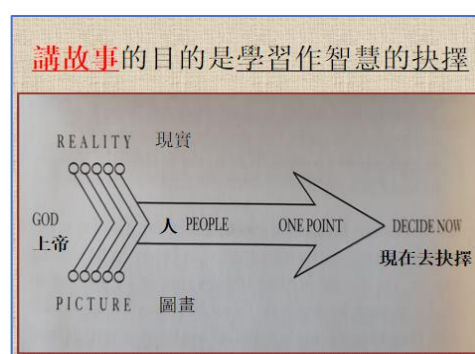 講故事的目的是學習作智慧的抉擇
REALITY 現實
GOD 人 PEOPLE ONE POINT DECIDE NOW
上帝 現在去抉擇
PICTURE 圖畫